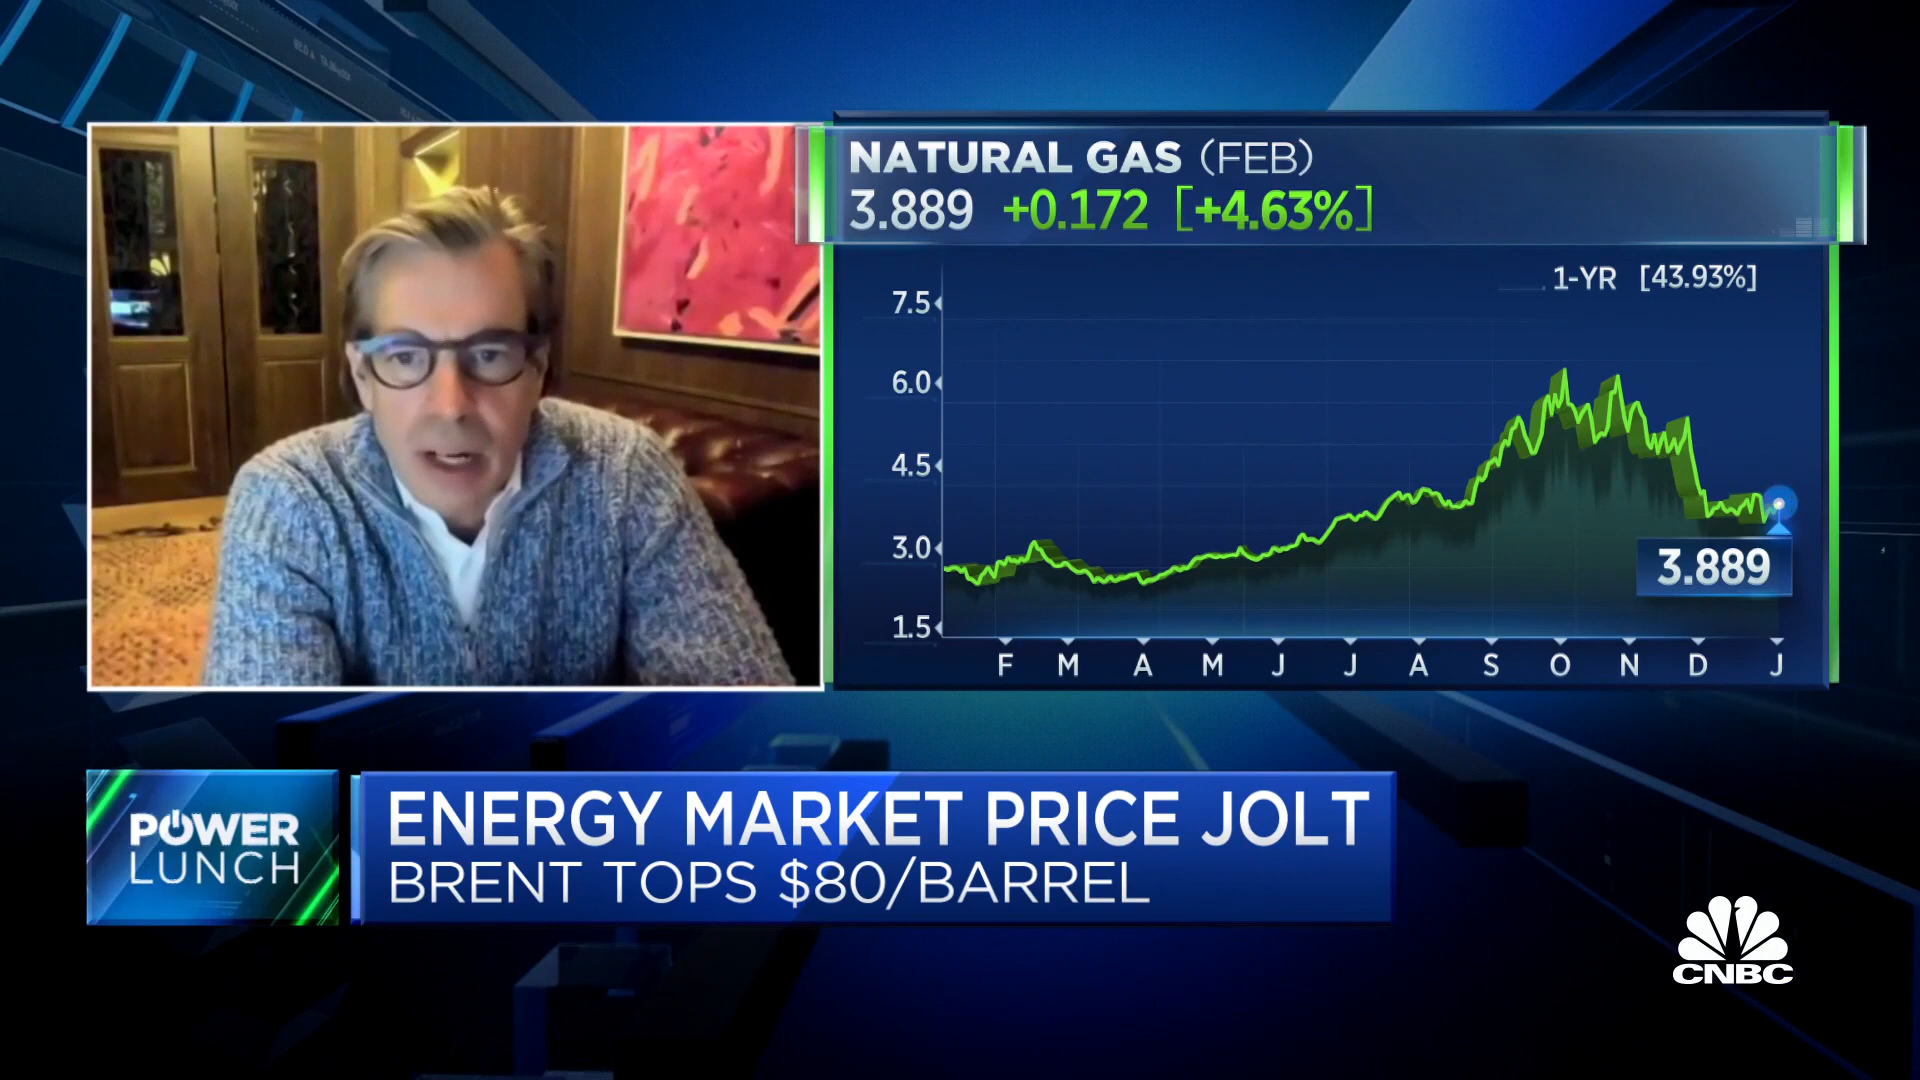 NATURAL GAS (FEB)
3.889 +0.172 [+4.63%]
1-YR [43.93%]
7.5
6.0
4.5
3.0
1.5
3.889
F M A M J J A S O N D J
POWER
LUNCH
ENERGY MARKET PRICE JOLT
BRENT TOPS $80/BARREL
CNBC